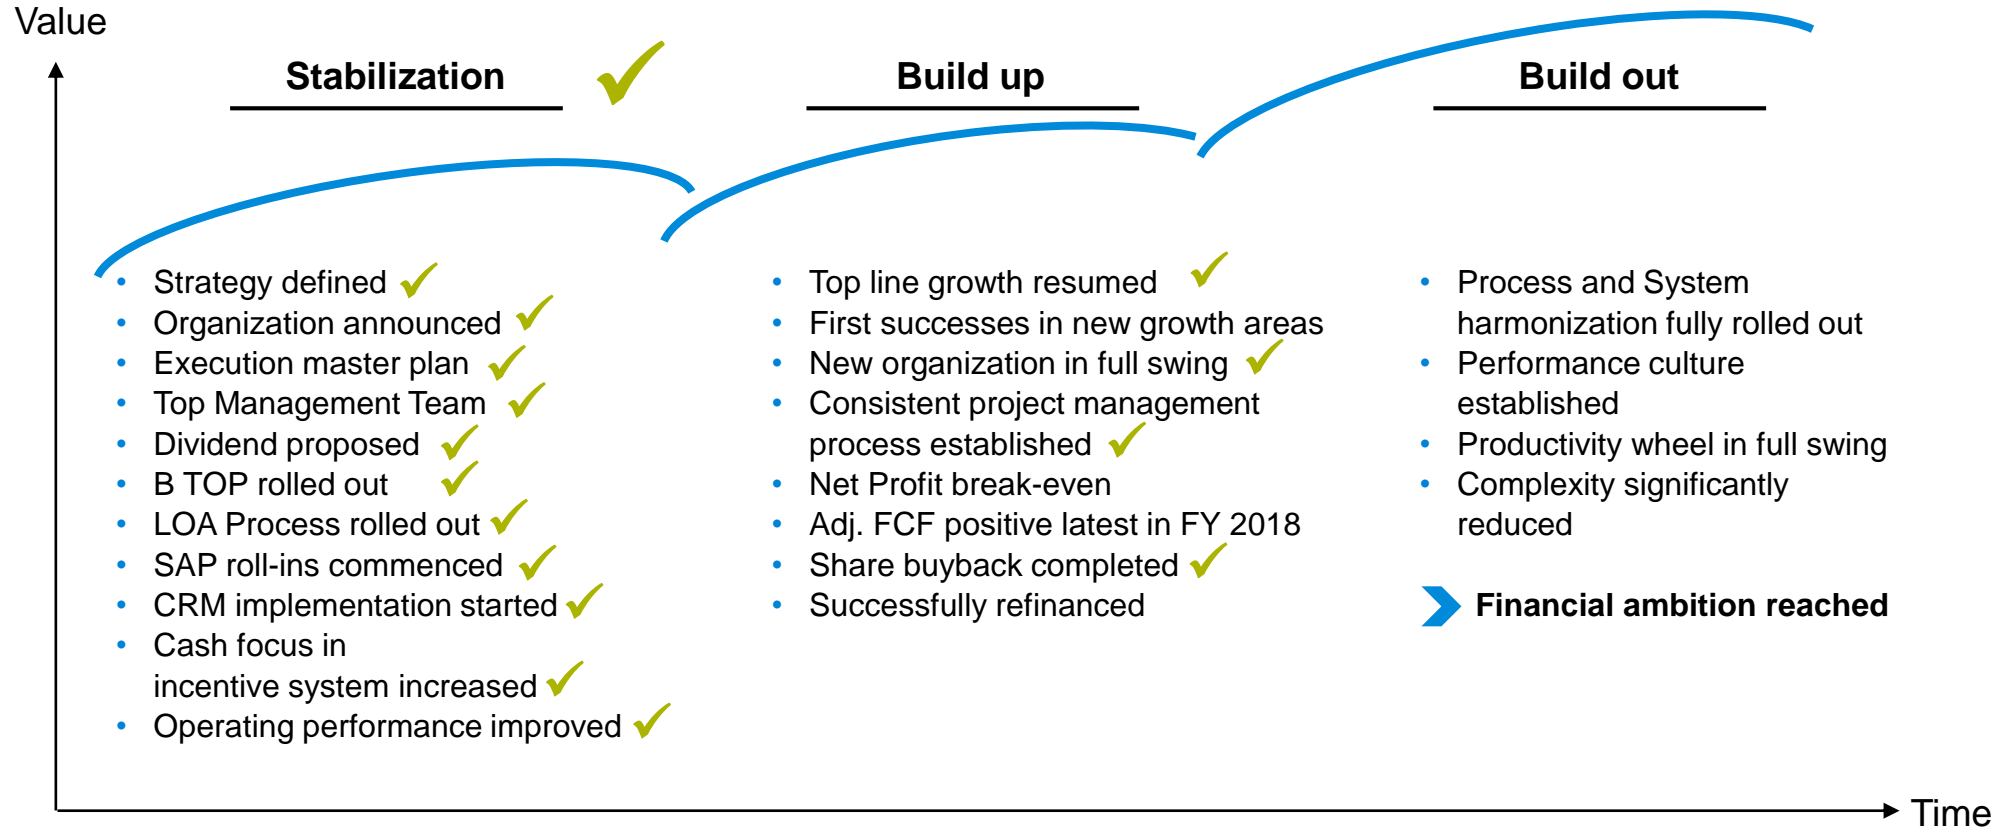 Value
Stabilization
Strategy defined
Organization announced
Execution master plan
Top Management Team
Dividend proposed
B TOP rolled out
LOA Process rolled out
SAP roll-ins commenced
CRM implementation started
Cash focus in
incentive system increased
Operating performance improved
Build up
Top line growth resumed
First successes in new growth areas
New organization in full swing
Consistent project management
process established
Net Profit break-even
Adj. FCF positive latest in FY 2018
Share buyback completed
Successfully refinanced
Build out
Process and System
harmonization fully rolled out
Performance culture
established
Productivity wheel in full swing
Complexity significantly
reduced
Financial ambition reached
Time